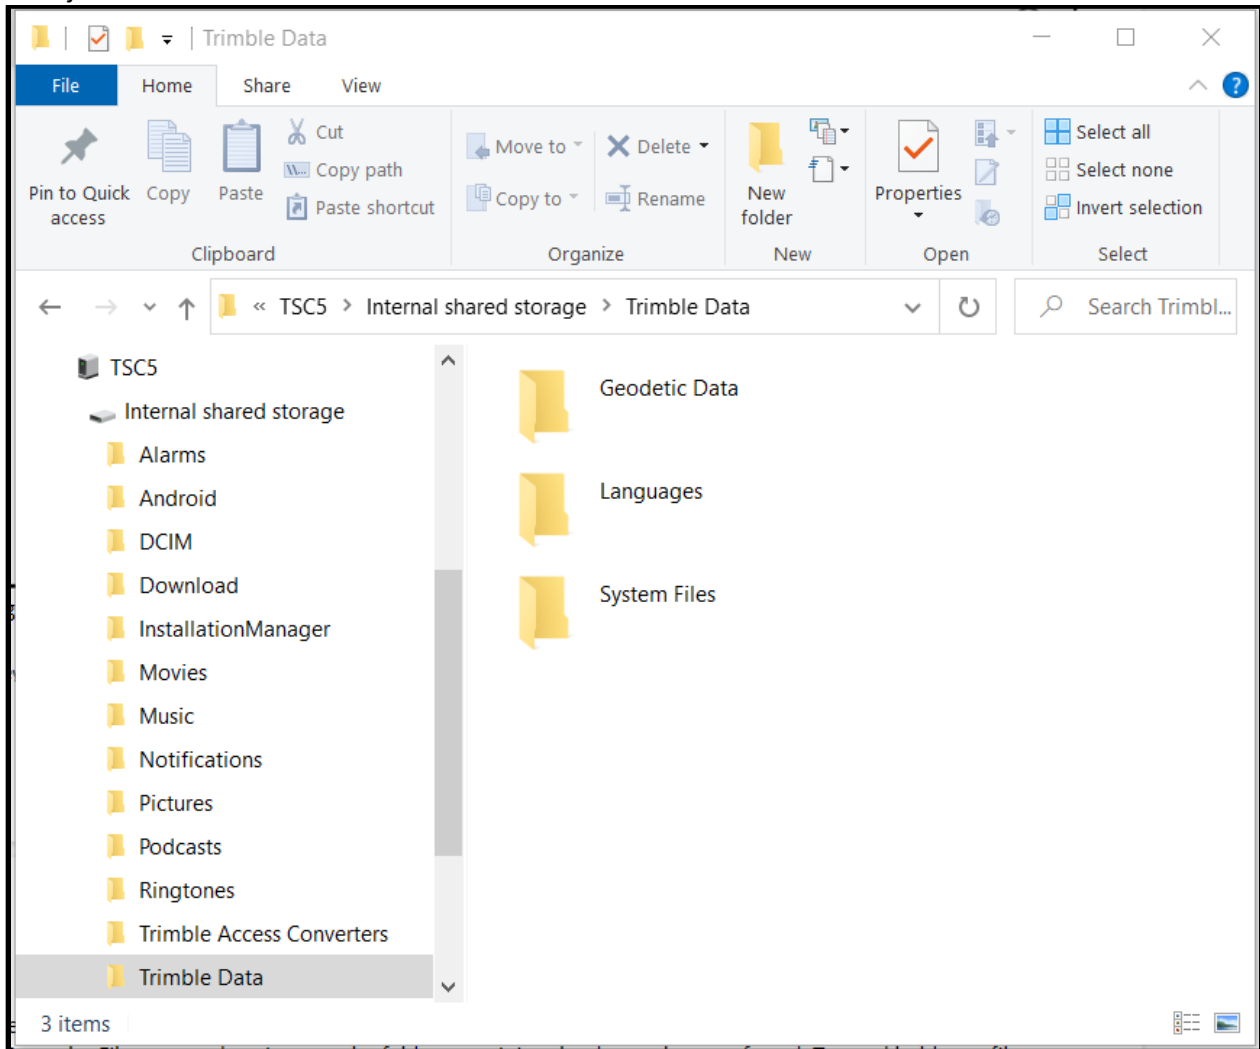 Trimble Data
File Home Share View
Pin to Quick access
Copy
Paste
Cut
Copy path
Paste shortcut
Clipboard
Move to
Copy to
Delete
Rename
Organize
New folder
New
Properties
Open
Select all
Select none
Invert selection
Select
« TSC5 > Internal shared storage > Trimble Data
Search Trimbl...
TSC5
Internal shared storage
Alarms
Android
DCIM
Download
InstallationManager
Movies
Music
Notifications
Pictures
Podcasts
Ringtones
Trimble Access Converters
Trimble Data
Geodetic Data
Languages
System Files
3 items